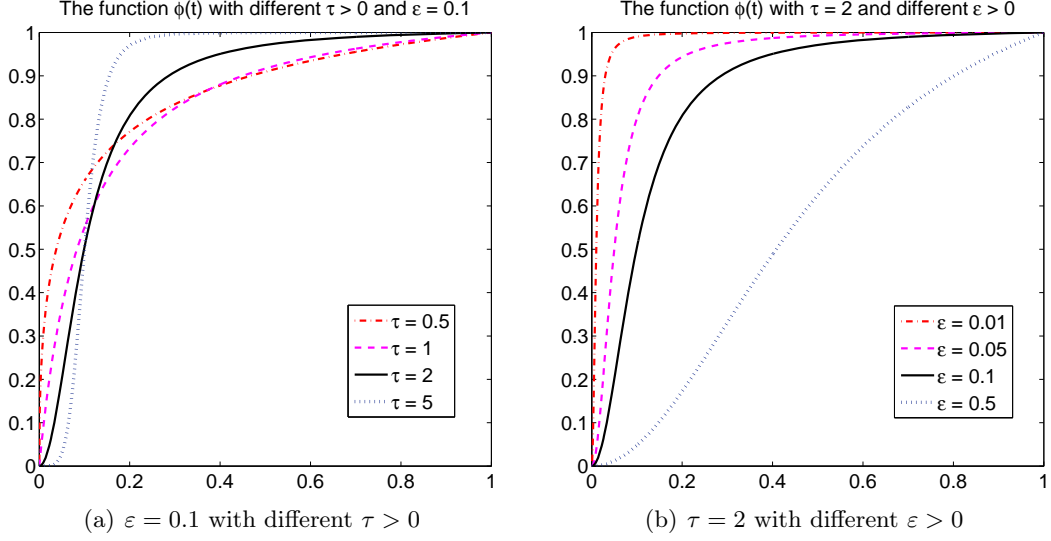 The function ϕ(t) with different τ > 0 and ε = 0.1
1
0.9
0.8
0.7
0.6
0.5
0.4
0.3
0.2
0.1
0
0 0.2 0.4 0.6 0.8 1
τ = 0.5
τ = 1
τ = 2
τ = 5
(a) ε = 0.1 with different τ > 0
The function ϕ(t) with τ = 2 and different ε > 0
1
0.9
0.8
0.7
0.6
0.5
0.4
0.3
0.2
0.1
0
0 0.2 0.4 0.6 0.8 1
ε = 0.01
ε = 0.05
ε = 0.1
ε = 0.5
(b) τ = 2 with different ε > 0